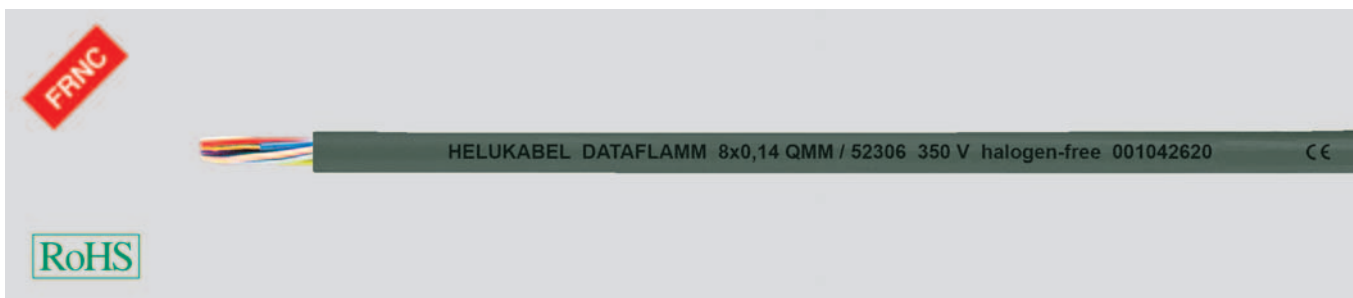 FRNC
HELUKABEL DATAFLAMM 8x0,14 QMM / 52306 350 V halogen-free 001042620 CE
RoHS